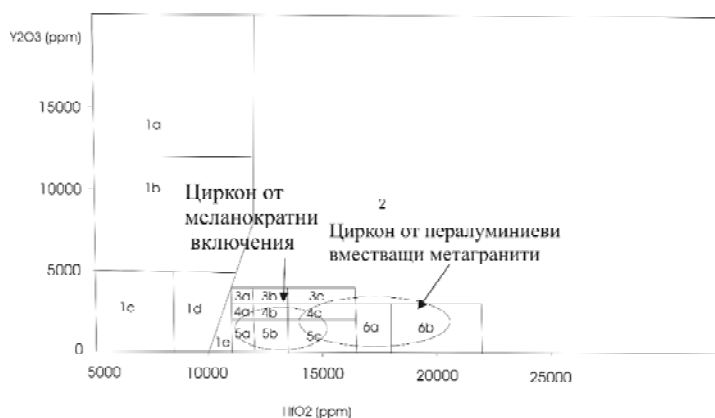 Y2O3 (ppm)
15000
1a
10000
1b
Циркон от
меланократни
включения
2
Циркон от пералуминиеви
вместващи метагранити
5000
3a 3b 3c
1c 1d 4a 4b 4c
1e 5a 5b 5c 6a 6b
0
5000 10000 15000 20000 25000
HfO2 (ppm)